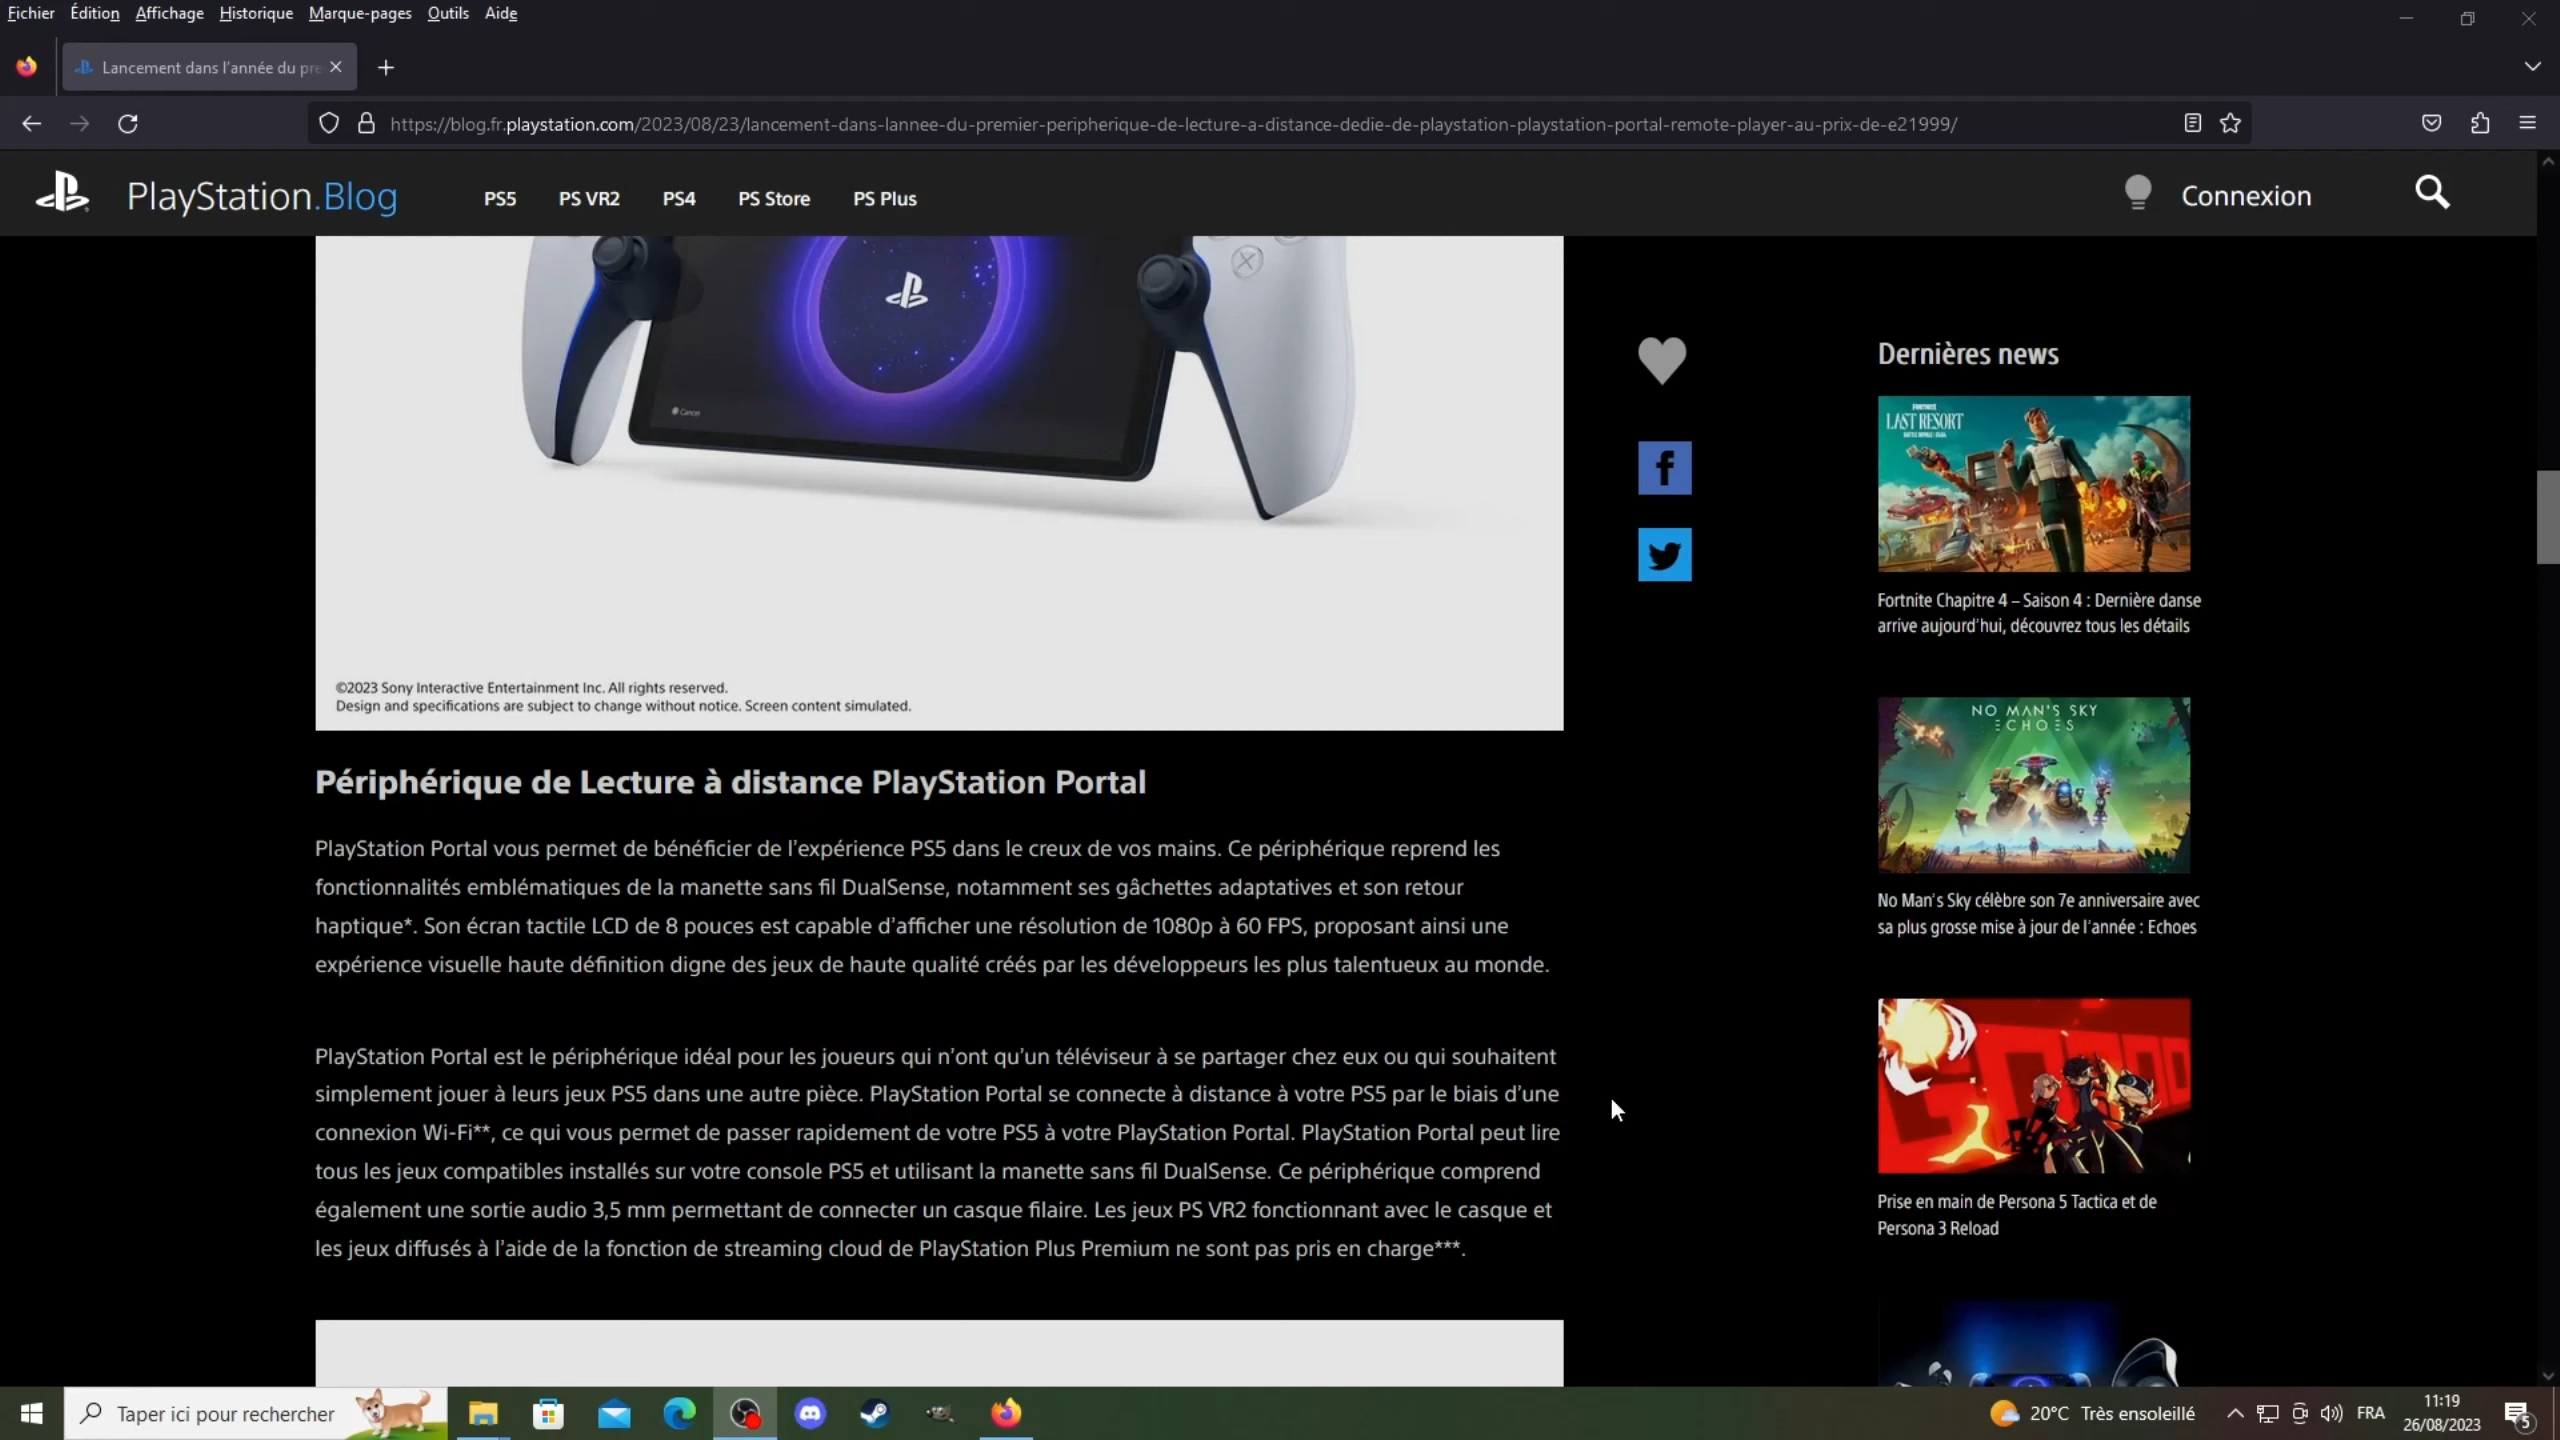 Fichier Édition Affichage Historique Marque-pages Outils Aide
Lancement dans l'année du pre
https://blog.fr.playstation.com/2023/08/23/lancement-dans-lannee-du-premier-peripherique-de-lecture-a-distance-dedie-de-playstation-playstation-portal-remote-player-au-prix-de-e21999/
PlayStation.Blog PS5 PS VR2 PS4 PS Store PS Plus Connexion
Cancel
©2023 Sony Interactive Entertainment Inc. All rights reserved.
Design and specifications are subject to change without notice. Screen content simulated.
Périphérique de Lecture à distance PlayStation Portal
PlayStation Portal vous permet de bénéficier de l'expérience PS5 dans le creux de vos mains. Ce périphérique reprend les
fonctionnalités emblématiques de la manette sans fil DualSense, notamment ses gâchettes adaptatives et son retour
haptique*. Son écran tactile LCD de 8 pouces est capable d'afficher une résolution de 1080p à 60 FPS, proposant ainsi une
expérience visuelle haute définition digne des jeux de haute qualité créés par les développeurs les plus talentueux au monde.
PlayStation Portal est le périphérique idéal pour les joueurs qui n'ont qu'un téléviseur à se partager chez eux ou qui souhaitent
simplement jouer à leurs jeux PS5 dans une autre pièce. PlayStation Portal se connecte à distance à votre PS5 par le biais d'une
connexion Wi-Fi**, ce qui vous permet de passer rapidement de votre PS5 à votre PlayStation Portal. PlayStation Portal peut lire
tous les jeux compatibles installés sur votre console PS5 et utilisant la manette sans fil DualSense. Ce périphérique comprend
également une sortie audio 3,5 mm permettant de connecter un casque filaire. Les jeux PS VR2 fonctionnant avec le casque et
les jeux diffusés à l'aide de la fonction de streaming cloud de PlayStation Plus Premium ne sont pas pris en charge***.
Dernières news
FORTNITE
LAST RESORT
Fortnite Chapitre 4 – Saison 4 : Dernière danse
arrive aujourd'hui, découvrez tous les détails
NO MAN'S SKY
ECHOES
No Man's Sky célèbre son 7e anniversaire avec
sa plus grosse mise à jour de l'année : Echoes
Prise en main de Persona 5 Tactica et de
Persona 3 Reload
Taper ici pour rechercher
20°C Très ensoleillé
FRA
11:19
26/08/2023
5